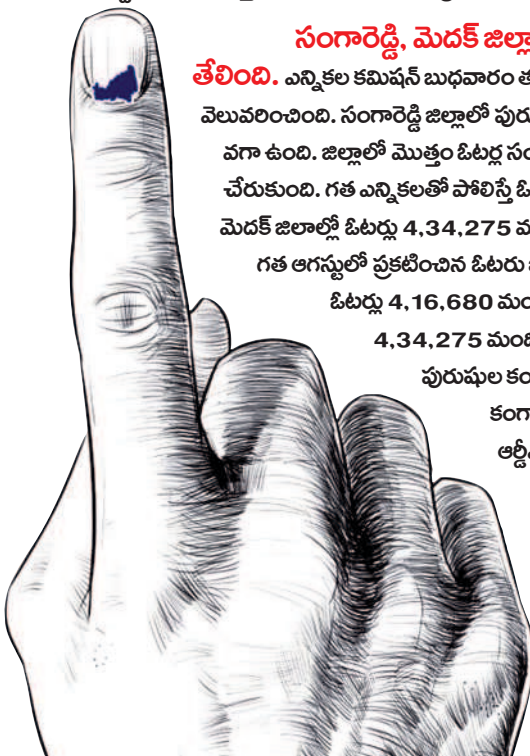 సంగారెడ్డి, మెదక్ జిల్లా
తేలింది. ఎన్నికల కమిషన్ బుధవారం
వెలువరించింది. సంగారెడ్డి జిల్లాలో
వగా ఉంది. జిల్లాలో మొత్తం ఓటర్ల
చేరుకుంది. గత ఎన్నికలతో పోలిస్తే
మెదక్ జిలాల్లో ఓటర్లు 4,34,275
గత ఆగస్టులో ప్రకటించిన ఓటరు
ఓటర్లు 4,16,680
4,34,275
పురుషుల